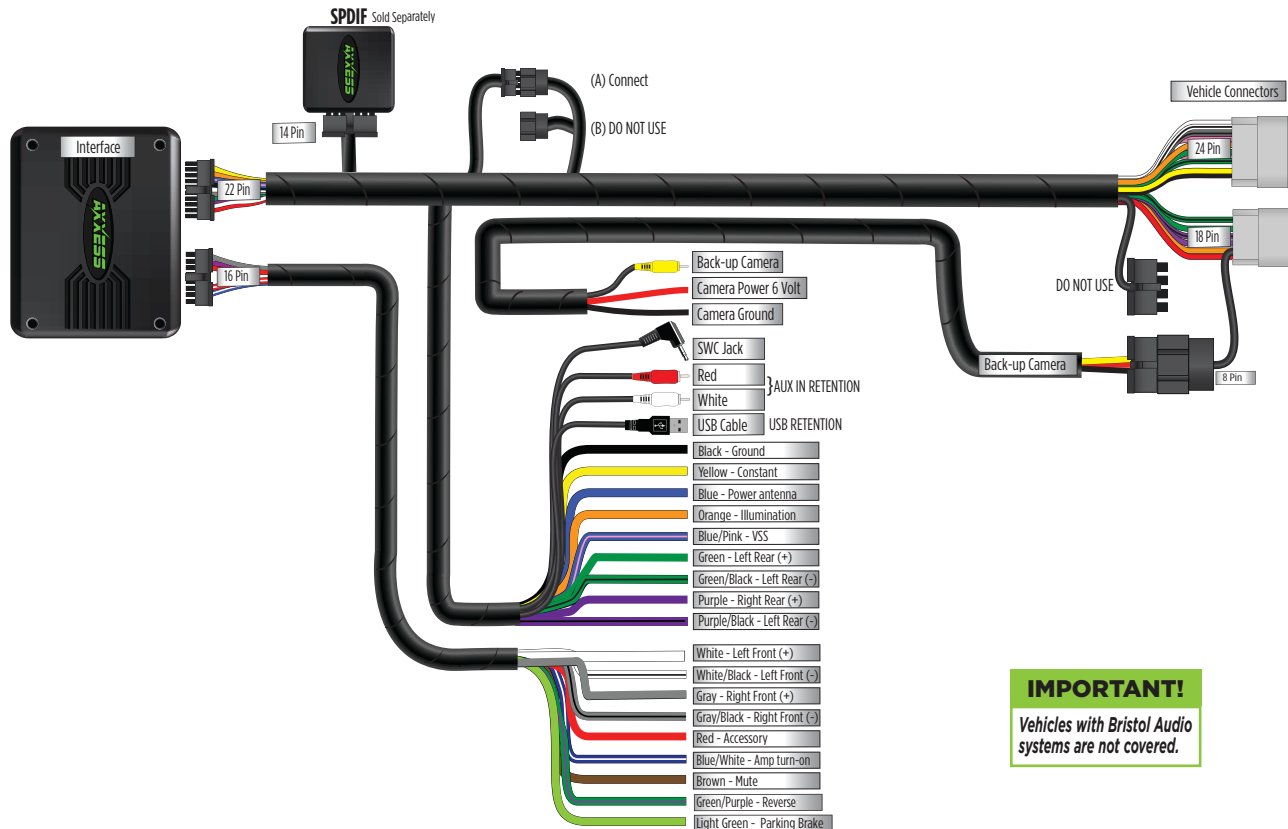 SPDIF Sold Separately
AXXESS
14 Pin
(A) Connect
(B) DO NOT USE
Vehicle Connectors
Interface
AXXESS
22 Pin
16 Pin
24 Pin
18 Pin
DO NOT USE
Back-up Camera
8 Pin
Back-up Camera
Camera Power 6 Volt
Camera Ground
SWC Jack
Red
White
}AUX IN RETENTION
USB Cable USB RETENTION
Black - Ground
Yellow - Constant
Blue - Power antenna
Orange - Illumination
Blue/Pink - VSS
Green - Left Rear (+)
Green/Black - Left Rear (-)
Purple - Right Rear (+)
Purple/Black - Left Rear (-)
White - Left Front (+)
White/Black - Left Front (-)
Gray - Right Front (+)
Gray/Black - Right Front (-)
Red - Accessory
Blue/White - Amp turn-on
Brown - Mute
Green/Purple - Reverse
Light Green - Parking Brake
IMPORTANT!
Vehicles with Bristol Audio
systems are not covered.